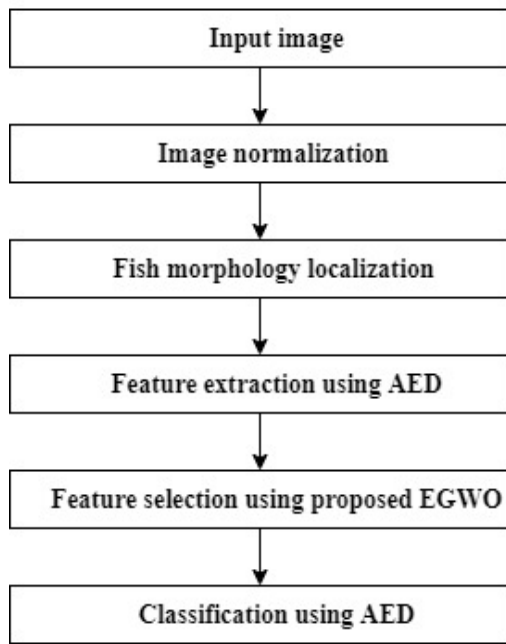 Input image
Image normalization
Fish morphology localization
Feature extraction using AED
Feature selection using proposed EGWO
Classification using AED